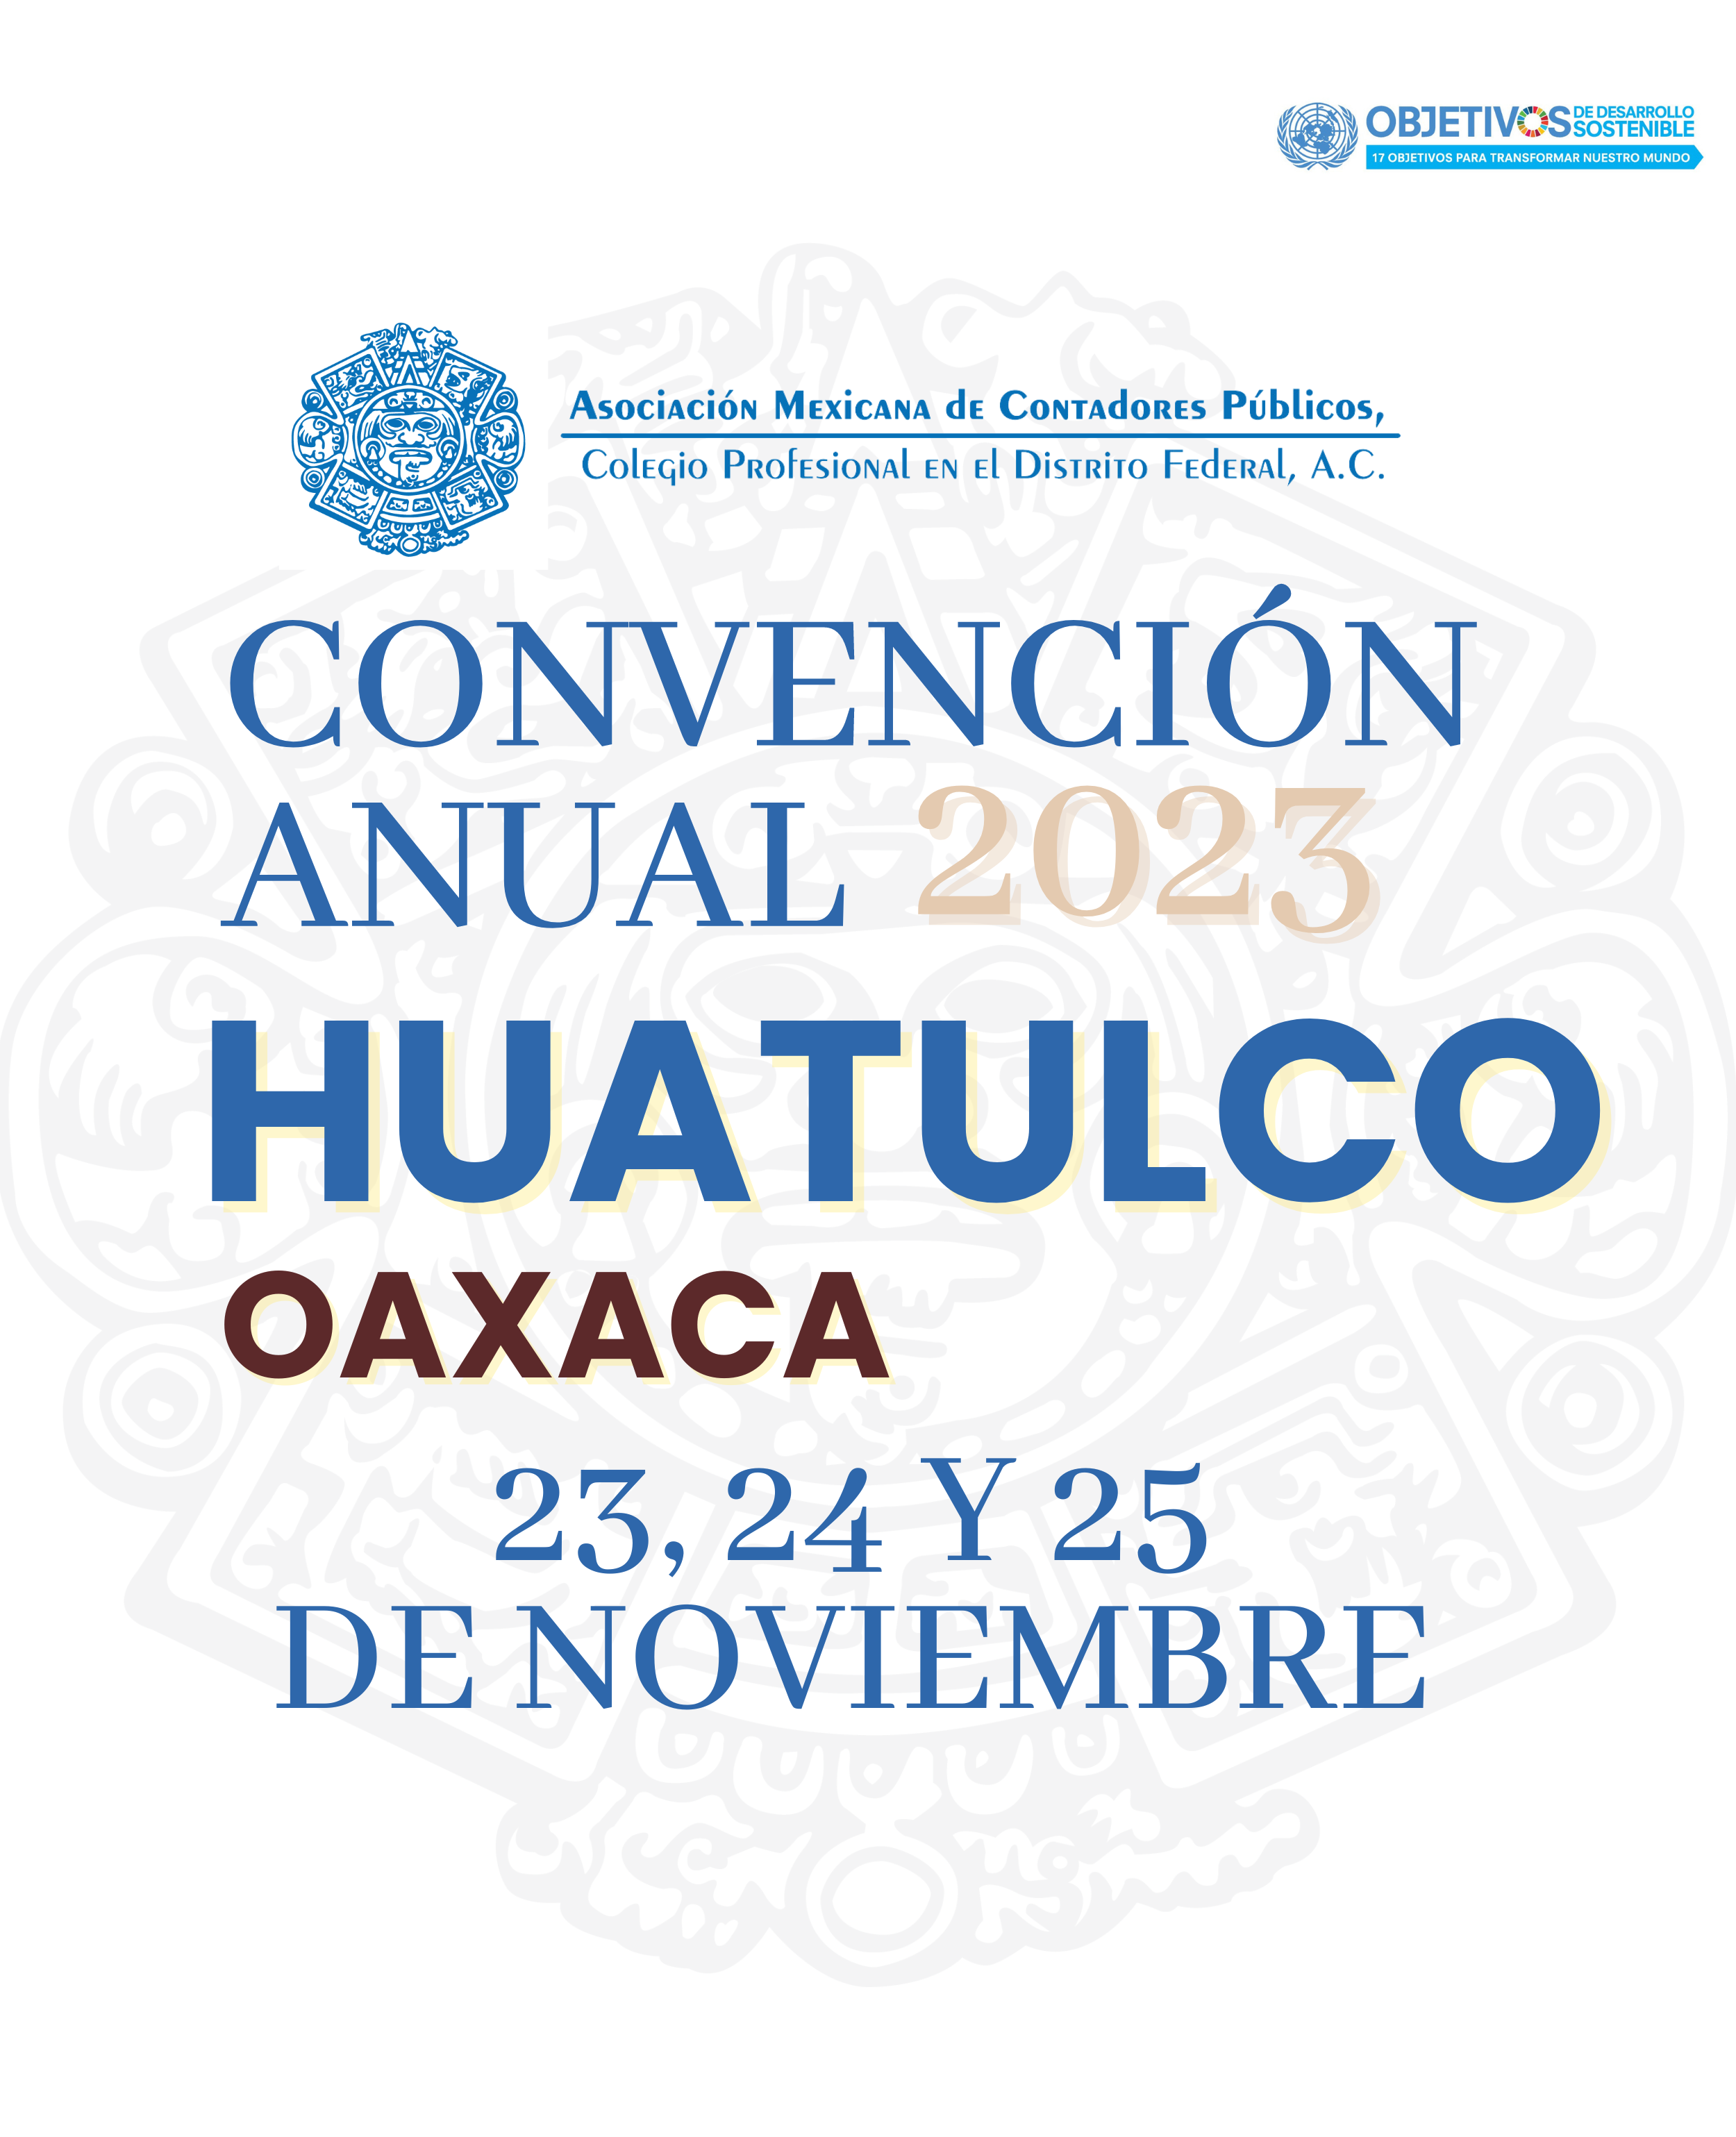 OBJETIVOS DE DESARROLLO
SOSTENIBLE
17 OBJETIVOS PARA TRANSFORMAR NUESTRO MUNDO
Asociación Mexicana de Contadores Públicos,
Colegio Profesional en el Distrito Federal, A.C.
CONVENCIÓN
ANUAL 2023
HUATULCO
OAXACA
23, 24 Y 25
DE NOVIEMBRE